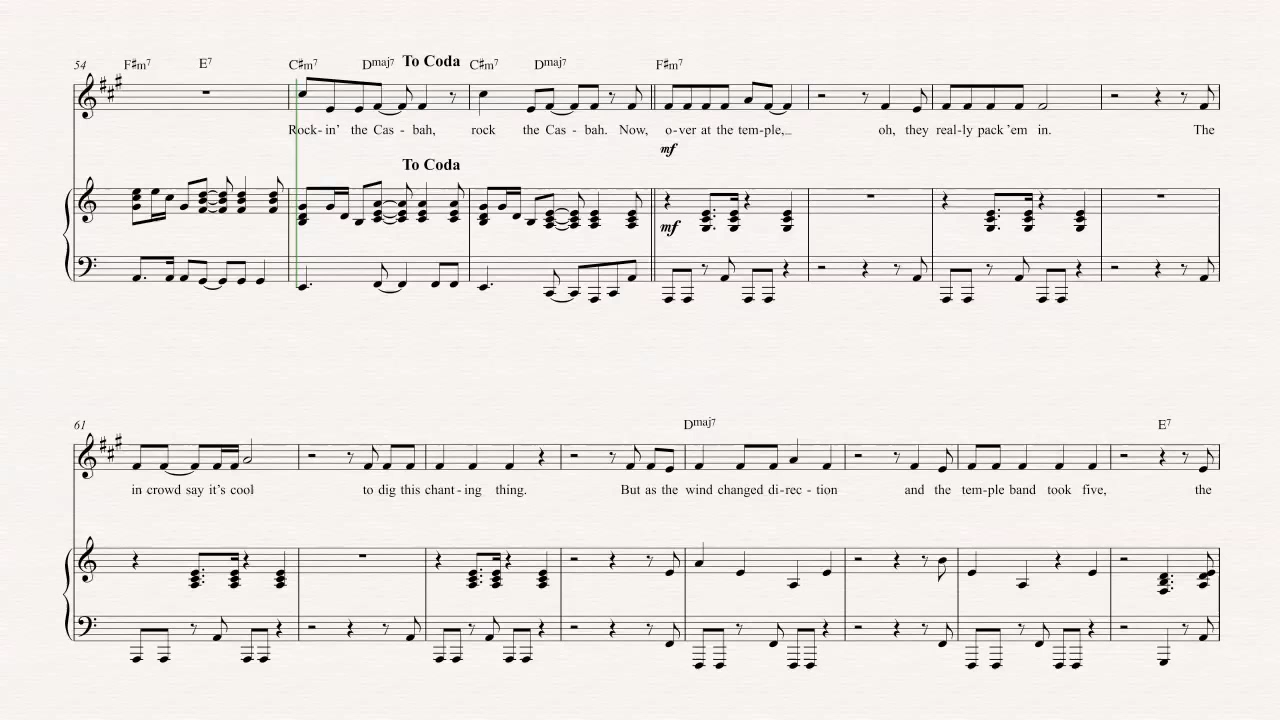 54 F♯m7 E7 C♯m7 Dmaj7 To Coda C♯m7 Dmaj7 F♯m7
Rock-in' the Cas - bah, rock the Cas - bah. Now, o-ver at the tem-ple,_ oh, they real-ly pack 'em in. The
mf
To Coda
mf
61 Dmaj7 E7
in crowd say it's cool to dig this chant-ing thing. But as the wind changed di-rec - tion and the tem-ple band took five, the